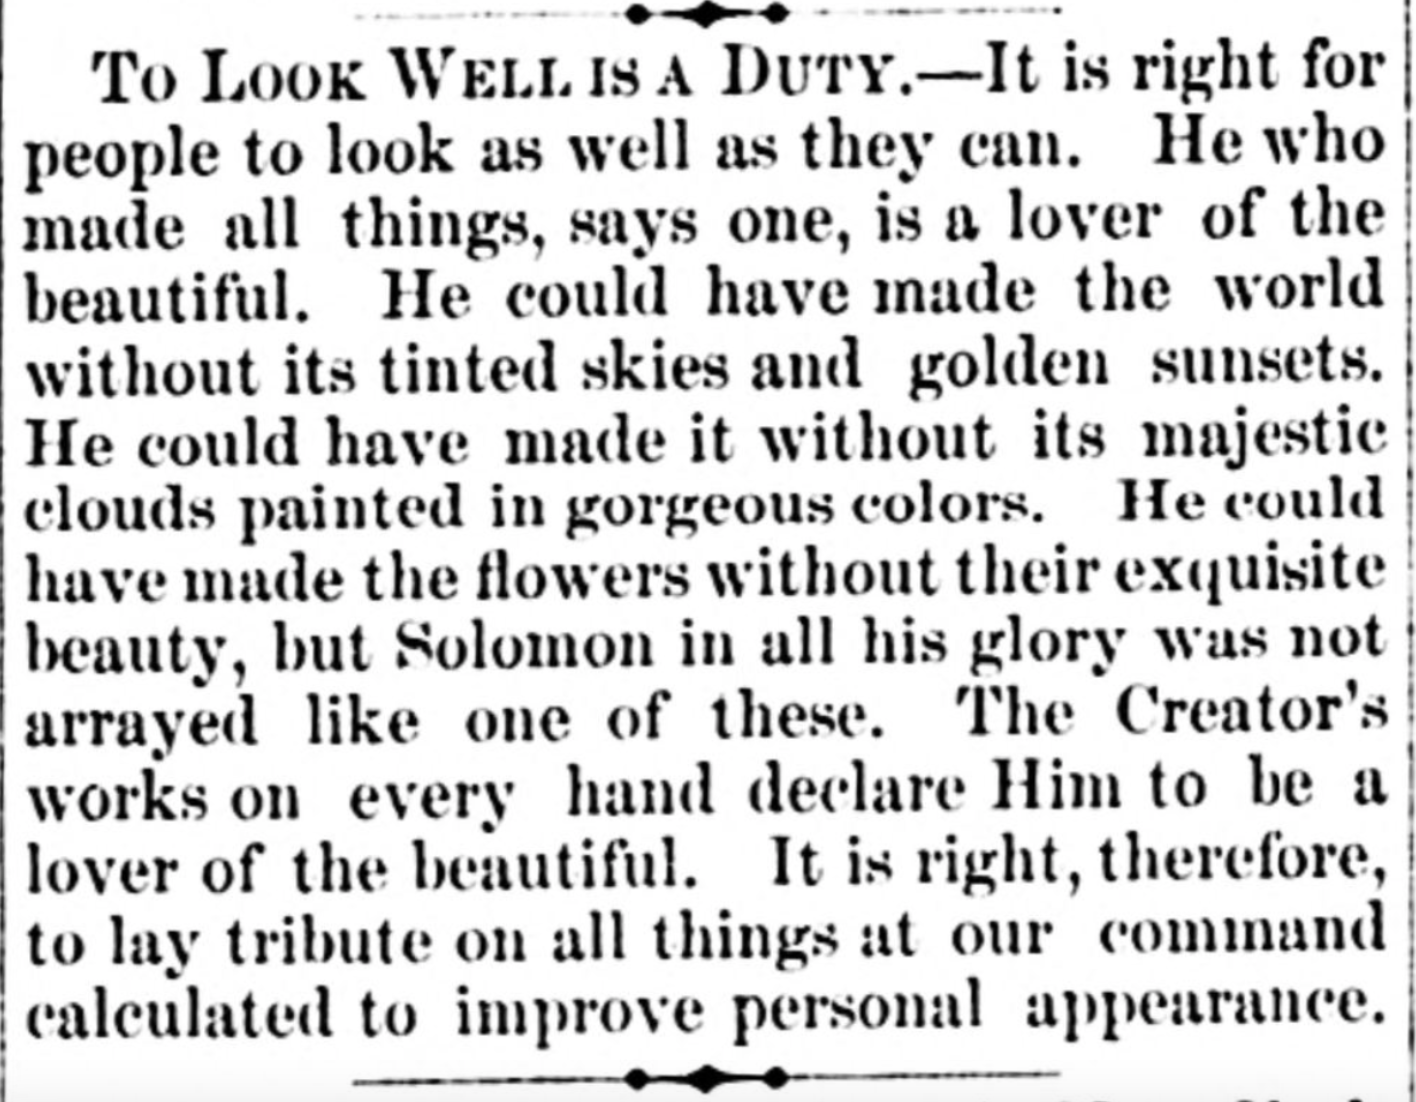 To Look Well is a Duty.—It is right for
people to look as well as they can. He who
made all things, says one, is a lover of the
beautiful. He could have made the world
without its tinted skies and golden sunsets.
He could have made it without its majestic
clouds painted in gorgeous colors. He could
have made the flowers without their exquisite
beauty, but Solomon in all his glory was not
arrayed like one of these. The Creator's
works on every hand declare Him to be a
lover of the beautiful. It is right, therefore,
to lay tribute on all things at our command
calculated to improve personal appearance.